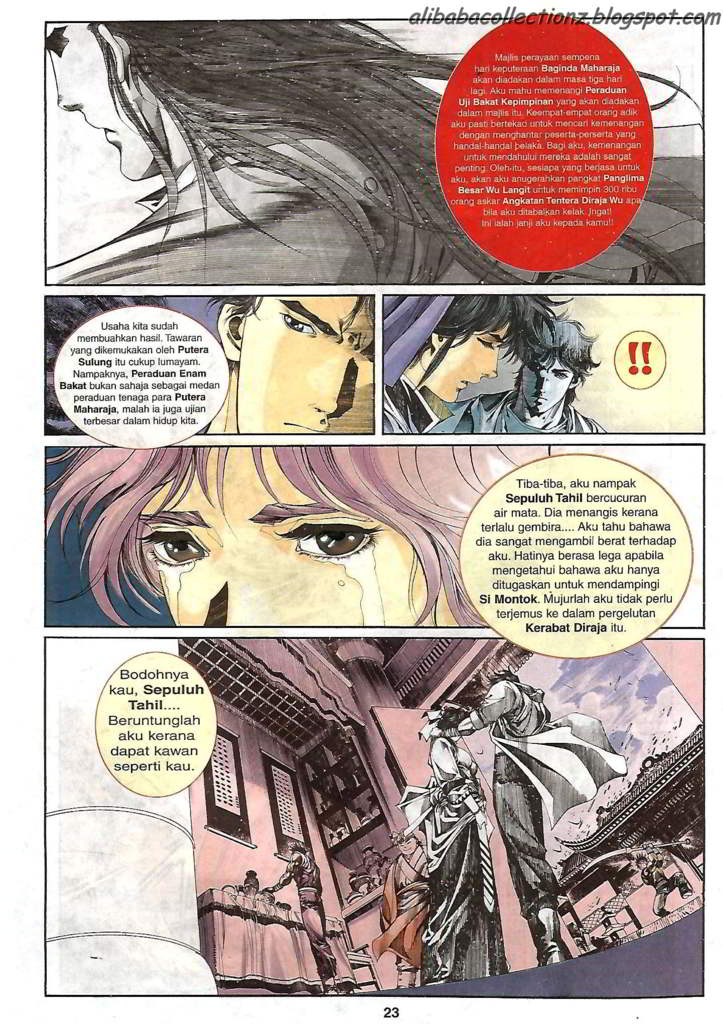 alibabacollectionz.blogspot.com
Majlis perayaan sempena
hari keputeraan Baginda Maharaja
akan diadakan dalam masa tiga hari
lagi. Aku mahu memenangi Peraduan
Uji Bakat Kepimpinan yang akan diadakan
dalam majlis itu. Keempat-empat orang adik
aku pasti bertekad untuk mencari kemenangan
dengan menghantar peserta-perserta yang
handal-handal belaka. Bagi aku, kemenangan
untuk mendahului mereka adalah sangat
penting. Oleh-itu, sesiapa yang berjasa untuk
aku, akan aku anugerahkan pangkat Panglima
Besar Wu Langit untuk memimpin 300 ribu
orang askar Angkatan Tentera Diraja Wu apa
bila aku ditabalkan kelak. Jngat!
Ini ialah janji aku kepada kamu!!
Usaha kita sudah
membuahkan hasil. Tawaran
yang dikemukakan oleh Putera
Sulung itu cukup lumayam.
Nampaknya, Peraduan Enam
Bakat bukan sahaja sebagai medan
peraduan tenaga para Putera
Maharaja, malah ia juga ujian
terbesar dalam hidup kita.
!!
Tiba-tiba, aku nampak
Sepuluh Tahil bercucuran
air mata. Dia menangis kerana
terlalu gembira.... Aku tahu bahawa
dia sangat mengambil berat terhadap
aku. Hatinya berasa lega apabila
mengetahui bahawa aku hanya
ditugaskan untuk mendampingi
Si Montok. Mujurlah aku tidak perlu
terjemus ke dalam pergelutan
Kerabat Diraja itu.
Bodohnya
kau, Sepuluh
Tahil....
Beruntunglah
aku kerana
dapat kawan
seperti kau.
23